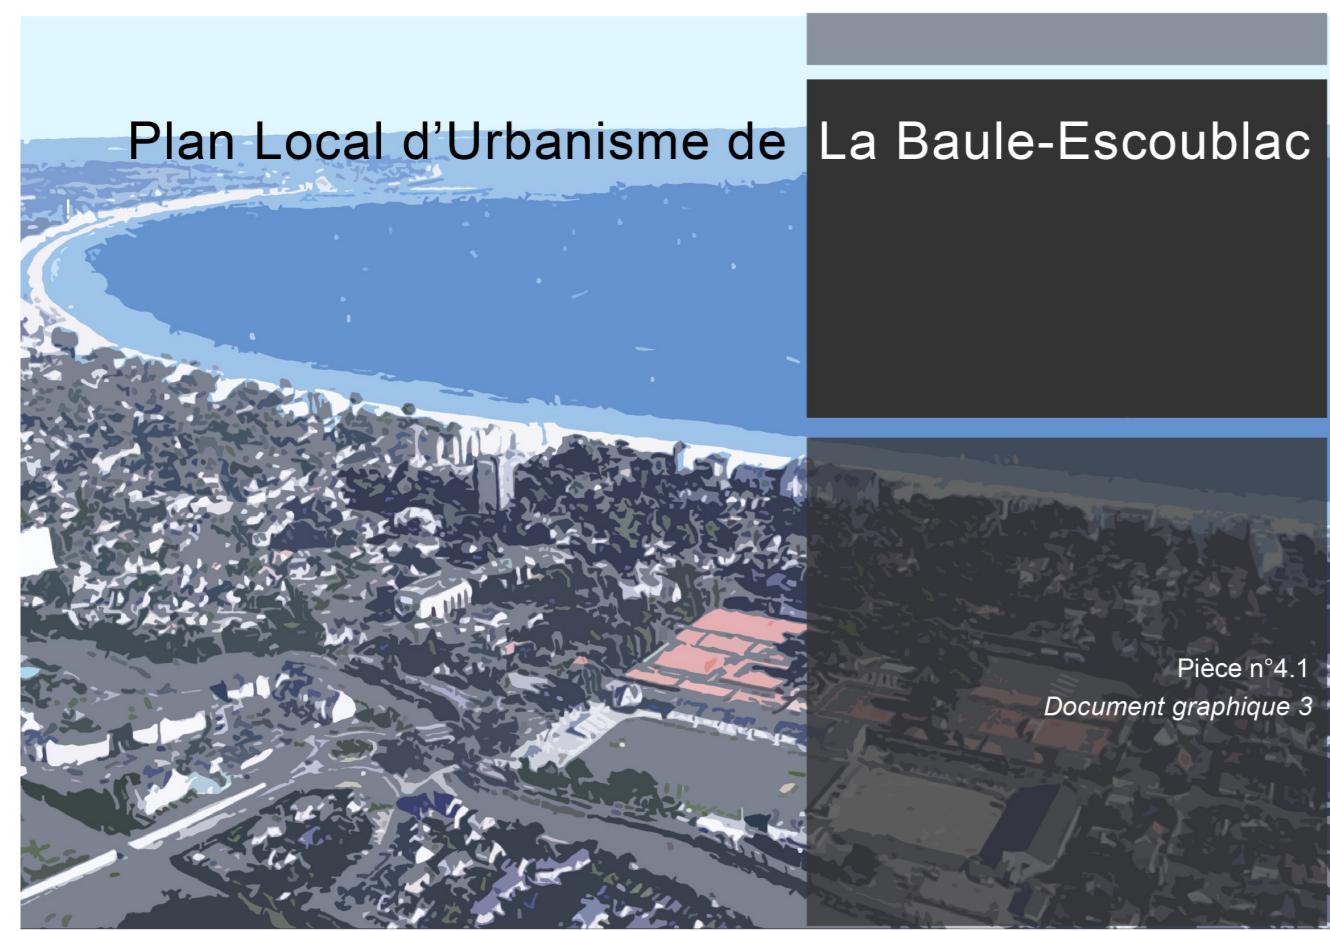 Plan Local d’Urbanisme de La Baule-Escoublac
Pièce n°4.1
Document graphique 3